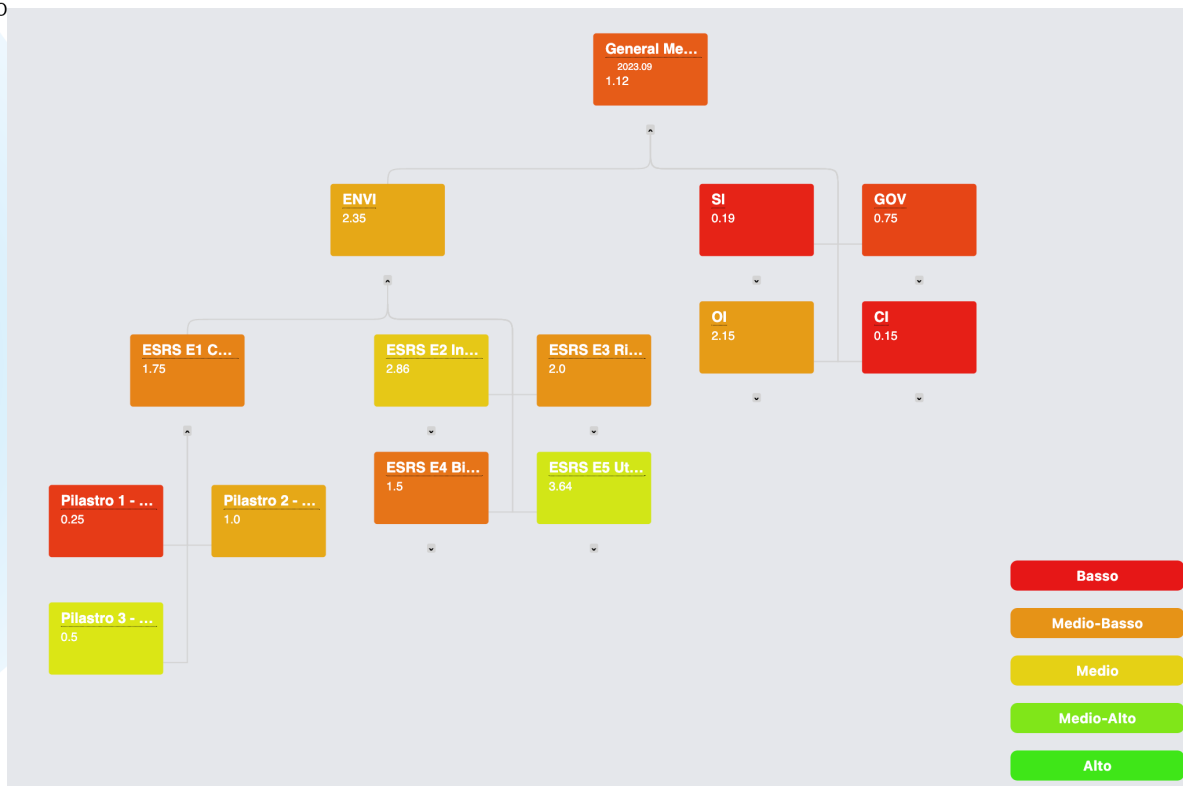 General Me...
2023.09
1.12
ENVI
2.35
SI
0.19
GOV
0.75
OI
2.15
CI
0.15
ESRS E1 C...
1.75
ESRS E2 In...
2.86
ESRS E3 Ri...
2.0
ESRS E4 Bi...
1.5
ESRS E5 Ut...
3.64
Pilastro 1 - ...
0.25
Pilastro 2 - ...
1.0
Pilastro 3 - ...
0.5
Basso
Medio-Basso
Medio
Medio-Alto
Alto